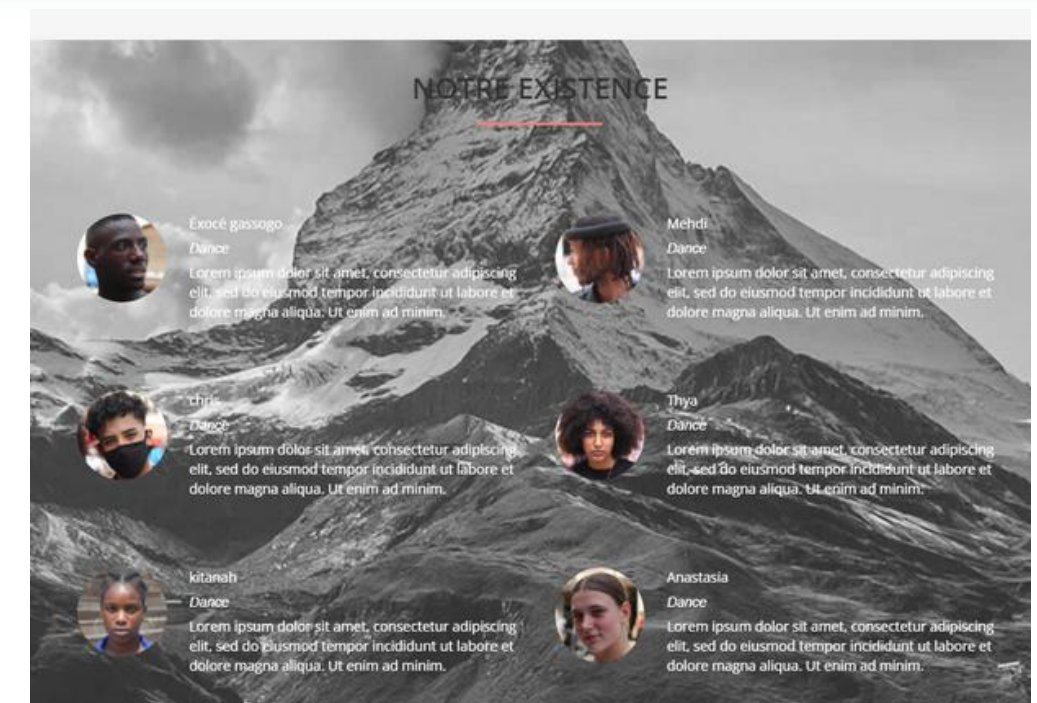 NOTRE EXISTENCE
Éxocé gassogo
Dance
Lorem ipsum dolor sit amet, consectetur adipiscing
elit, sed do eiusmod tempor incididunt ut labore et
dolore magna aliqua. Ut enim ad minim.
Mehdi
Dance
Lorem ipsum dolor sit amet, consectetur adipiscing
elit, sed do eiusmod tempor incididunt ut labore et
dolore magna aliqua. Ut enim ad minim.
chris
Dance
Lorem ipsum dolor sit amet, consectetur adipiscing
elit, sed do eiusmod tempor incididunt ut labore et
dolore magna aliqua. Ut enim ad minim.
Thya
Dance
Lorem ipsum dolor sit amet, consectetur adipiscing
elit, sed do eiusmod tempor incididunt ut labore et
dolore magna aliqua. Ut enim ad minim.
kitanah
Dance
Lorem ipsum dolor sit amet, consectetur adipiscing
elit, sed do eiusmod tempor incididunt ut labore et
dolore magna aliqua. Ut enim ad minim.
Anastasia
Dance
Lorem ipsum dolor sit amet, consectetur adipiscing
elit, sed do eiusmod tempor incididunt ut labore et
dolore magna aliqua. Ut enim ad minim.